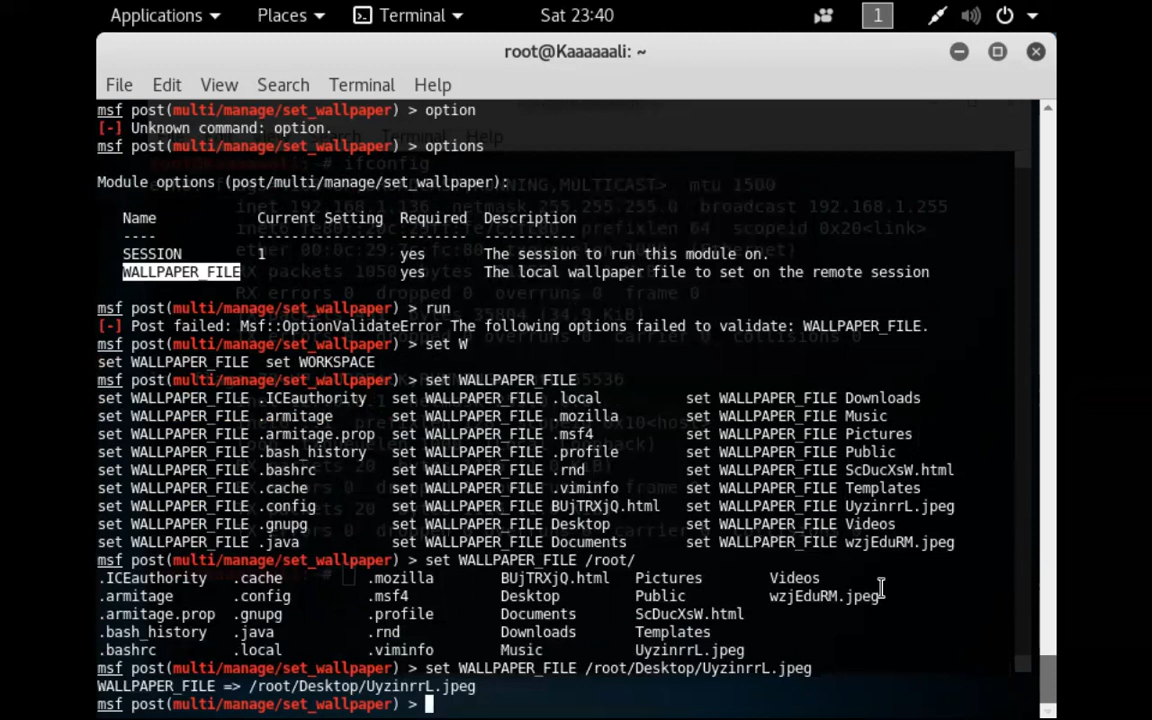 Applications Places Terminal Sat 23:40 1
root@Kaaaaaali: ~
File Edit View Search Terminal Help
msf post(multi/manage/set_wallpaper) > option
[-] Unknown command: option.
msf post(multi/manage/set_wallpaper) > options
Module options (post/multi/manage/set_wallpaper):
Name Current Setting Required Description
---- --------------- -------- -----------
SESSION 1 yes The session to run this module on.
WALLPAPER_FILE yes The local wallpaper file to set on the remote session
msf post(multi/manage/set_wallpaper) > run
[-] Post failed: Msf::OptionValidateError The following options failed to validate: WALLPAPER_FILE.
msf post(multi/manage/set_wallpaper) > set W
set WALLPAPER_FILE set WORKSPACE
msf post(multi/manage/set_wallpaper) > set WALLPAPER_FILE
set WALLPAPER_FILE .ICEauthority set WALLPAPER_FILE .local set WALLPAPER_FILE Downloads
set WALLPAPER_FILE .armitage set WALLPAPER_FILE .mozilla set WALLPAPER_FILE Music
set WALLPAPER_FILE .armitage.prop set WALLPAPER_FILE .msf4 set WALLPAPER_FILE Pictures
set WALLPAPER_FILE .bash_history set WALLPAPER_FILE .profile set WALLPAPER_FILE Public
set WALLPAPER_FILE .bashrc set WALLPAPER_FILE .rnd set WALLPAPER_FILE ScDucXsW.html
set WALLPAPER_FILE .cache set WALLPAPER_FILE .viminfo set WALLPAPER_FILE Templates
set WALLPAPER_FILE .config set WALLPAPER_FILE BUjTRXjQ.html set WALLPAPER_FILE UyzinrrL.jpeg
set WALLPAPER_FILE .gnupg set WALLPAPER_FILE Desktop set WALLPAPER_FILE Videos
set WALLPAPER_FILE .java set WALLPAPER_FILE Documents set WALLPAPER_FILE wzjEduRM.jpeg
msf post(multi/manage/set_wallpaper) > set WALLPAPER_FILE /root/
.ICEauthority .cache .mozilla BUjTRXjQ.html Pictures Videos
.armitage .config .msf4 Desktop Public wzjEduRM.jpeg
.armitage.prop .gnupg .profile Documents ScDucXsW.html
.bash_history .java .rnd Downloads Templates
.bashrc .local .viminfo Music UyzinrrL.jpeg
msf post(multi/manage/set_wallpaper) > set WALLPAPER_FILE /root/Desktop/UyzinrrL.jpeg
WALLPAPER_FILE => /root/Desktop/UyzinrrL.jpeg
msf post(multi/manage/set_wallpaper) >